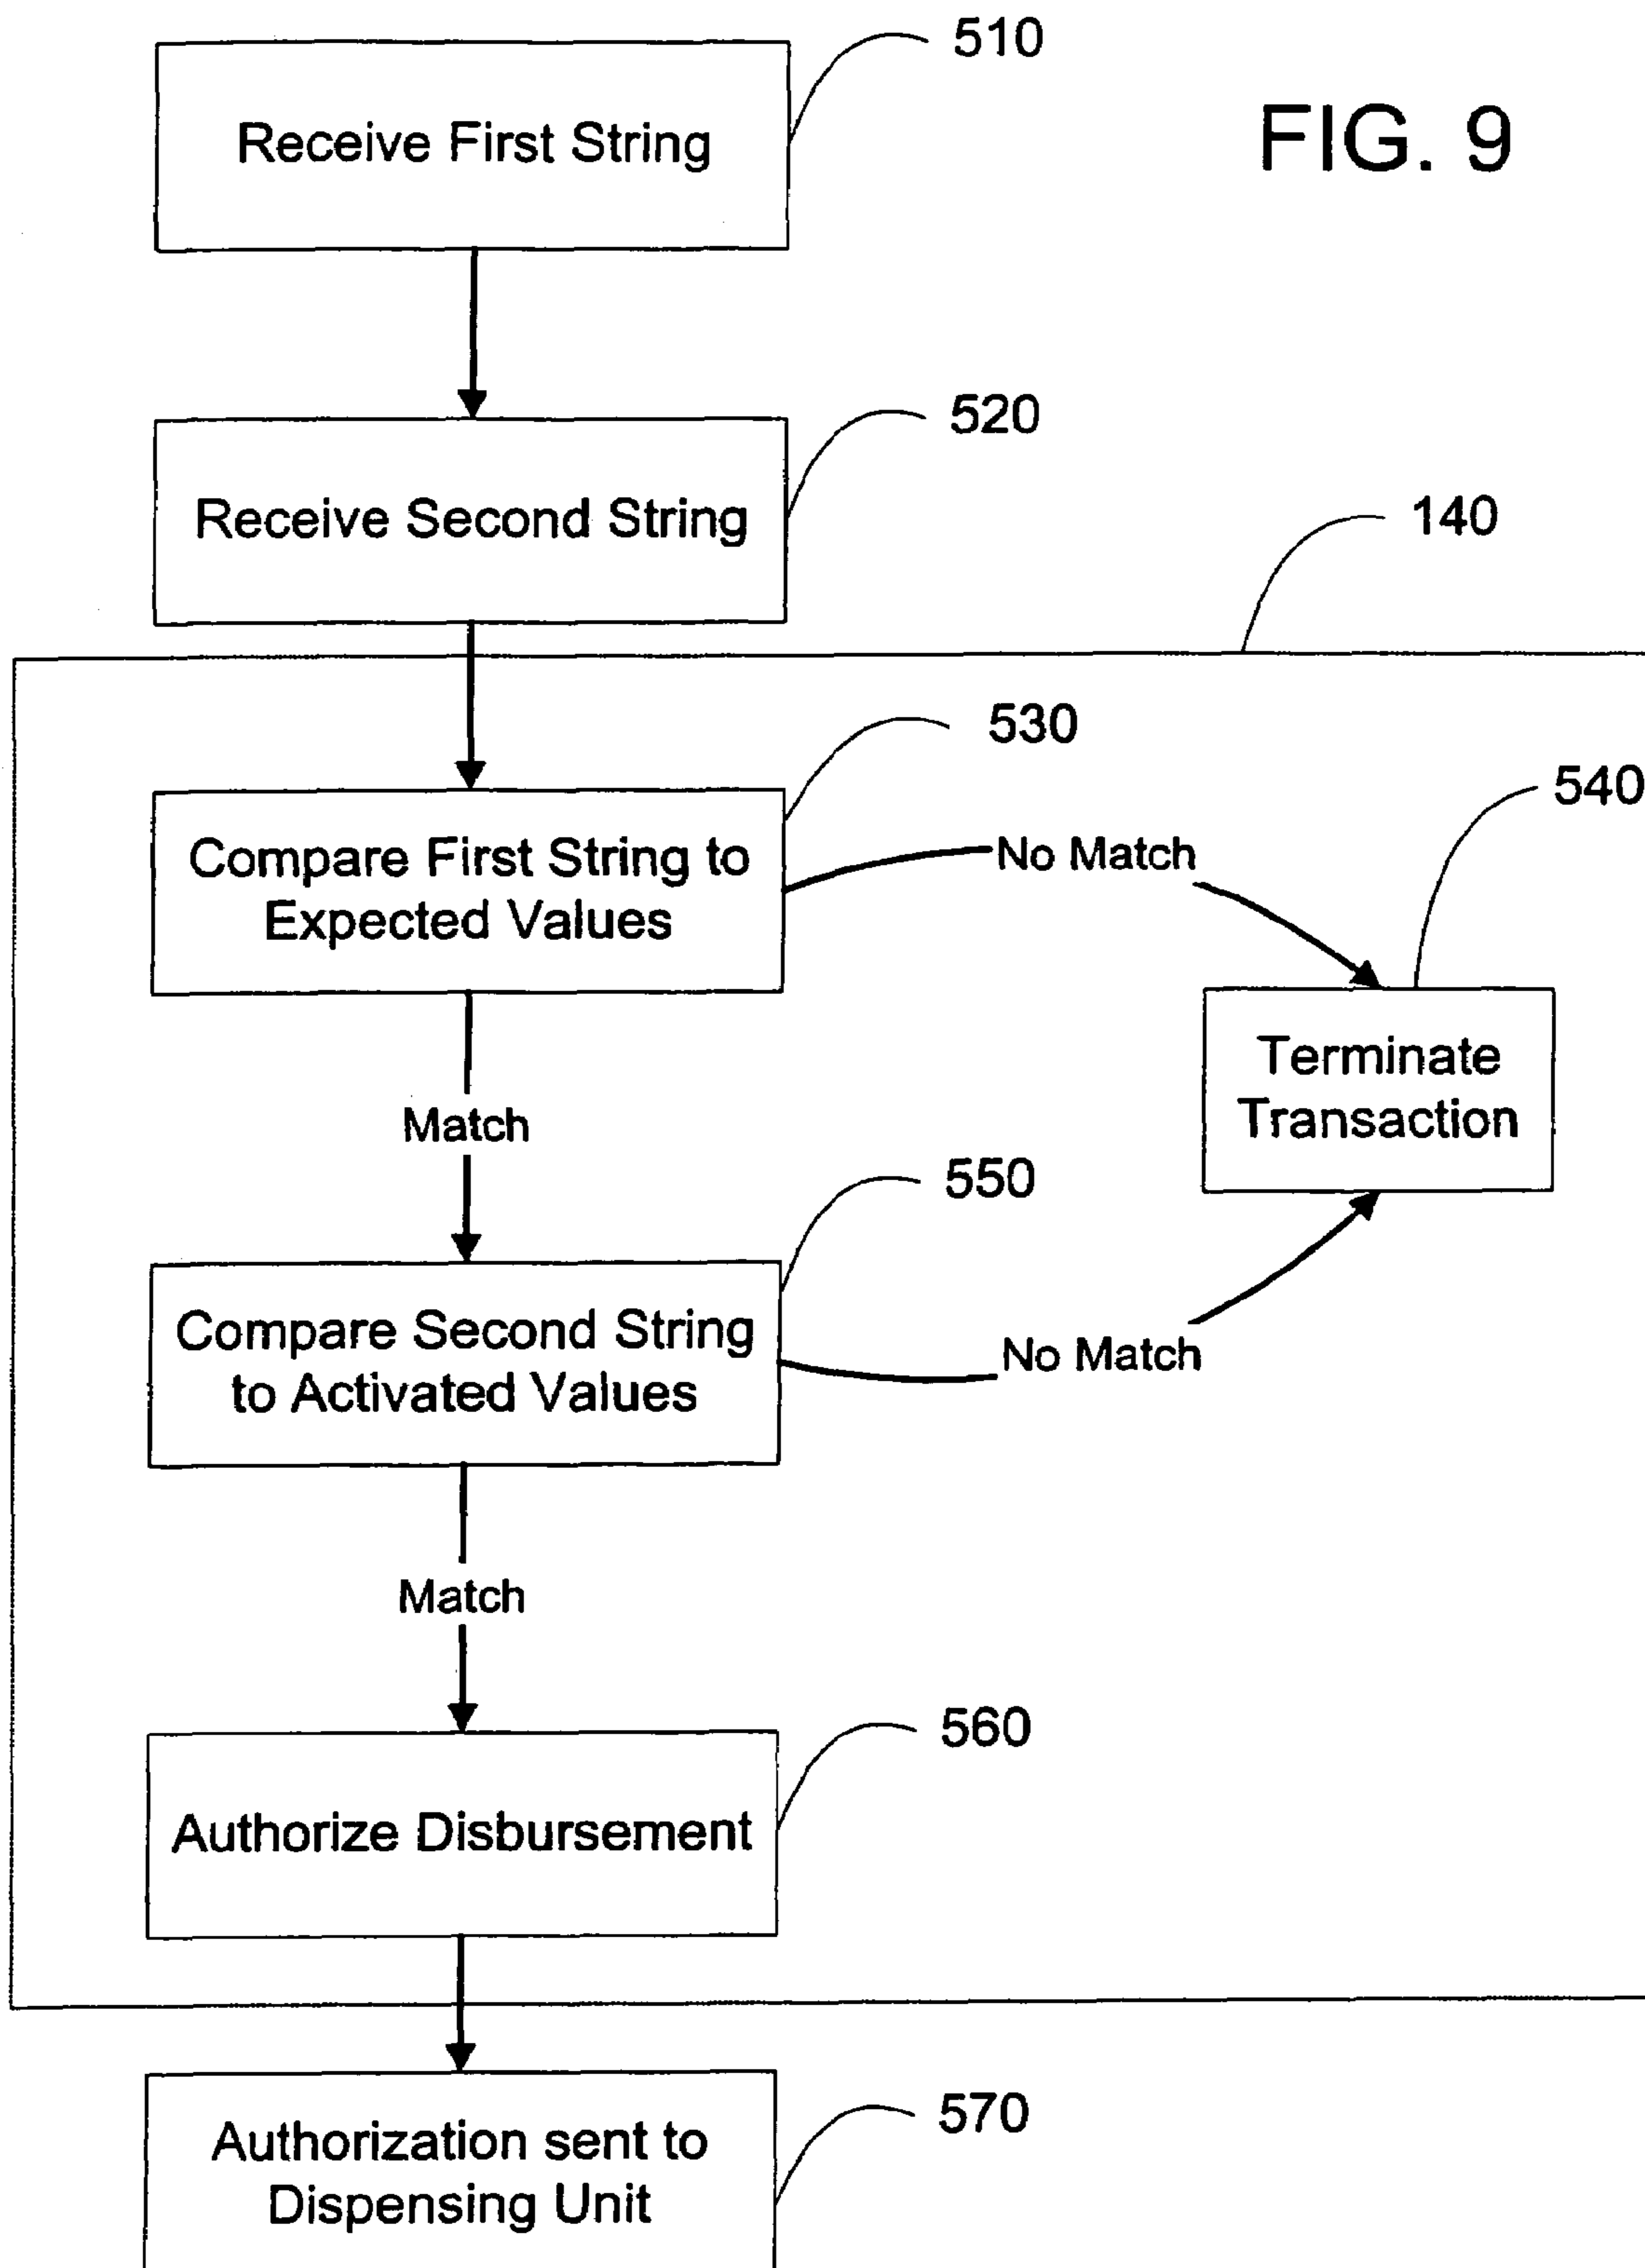 510
FIG. 9
Receive First String
520
Receive Second String
140
530
540
Compare First String to
Expected Values
No Match
Terminate
Transaction
Match
550
Compare Second String
to Activated Values
No Match
Match
560
Authorize Disbursement
570
Authorization sent to
Dispensing Unit